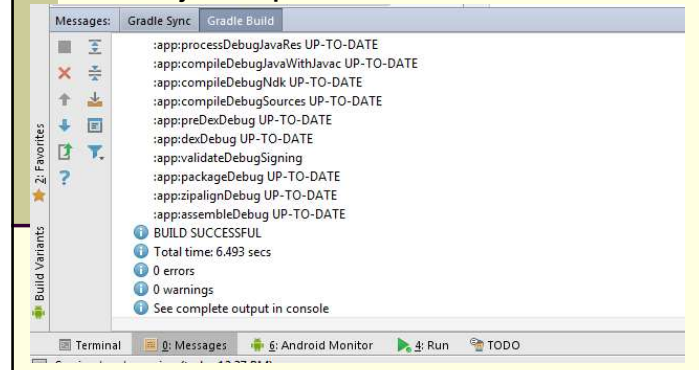 Messages: Gradle Sync Gradle Build
:app:processDebugJavaRes UP-TO-DATE
:app:compileDebugJavaWithJavac UP-TO-DATE
:app:compileDebugNdk UP-TO-DATE
:app:compileDebugSources UP-TO-DATE
:app:preDexDebug UP-TO-DATE
:app:dexDebug UP-TO-DATE
:app:validateDebugSigning
:app:packageDebug UP-TO-DATE
:app:zipalignDebug UP-TO-DATE
:app:assembleDebug UP-TO-DATE
BUILD SUCCESSFUL
Total time: 6.493 secs
0 errors
0 warnings
See complete output in console
2: Favorites
Build Variants
Terminal 0: Messages 6: Android Monitor 4: Run TODO